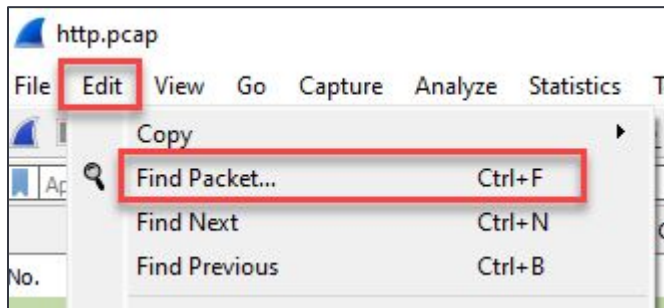 http.pcap
File Edit View Go Capture Analyze Statistics T
Copy
Ap
Find Packet... Ctrl+F
Find Next Ctrl+N
Find Previous Ctrl+B
No.